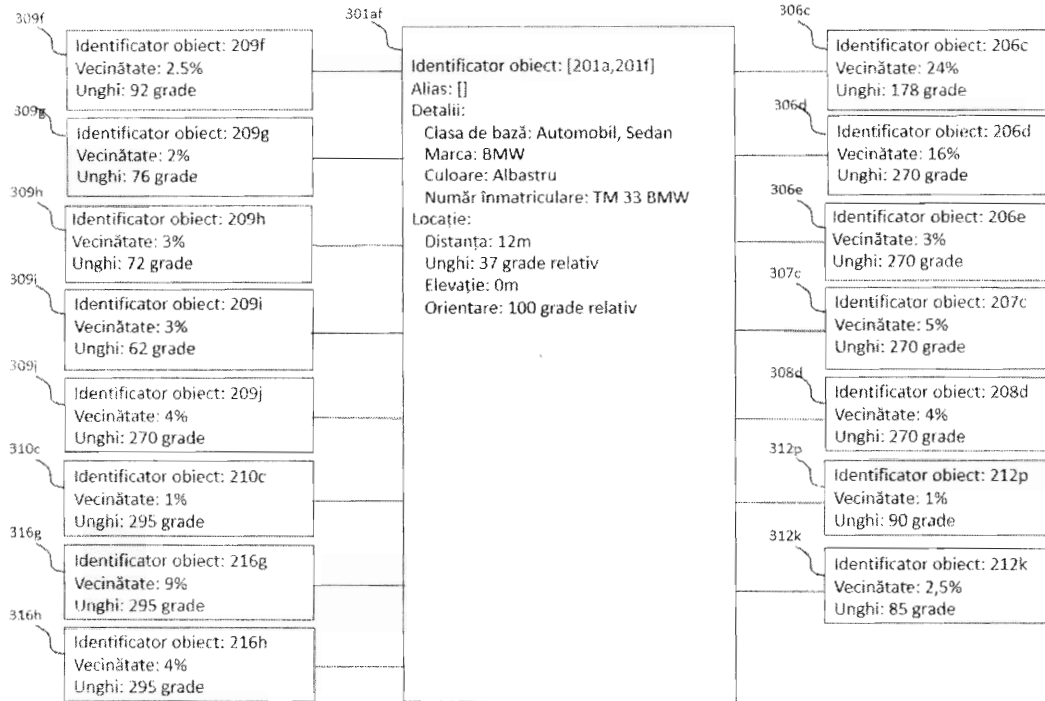 309f
Identificator obiect: 209f
Vecinătate: 2.5%
Unghi: 92 grade
309g
Identificator obiect: 209g
Vecinătate: 2%
Unghi: 76 grade
309h
Identificator obiect: 209h
Vecinătate: 3%
Unghi: 72 grade
309i
Identificator obiect: 209i
Vecinătate: 3%
Unghi: 62 grade
309j
Identificator obiect: 209j
Vecinătate: 4%
Unghi: 270 grade
310c
Identificator obiect: 210c
Vecinătate: 1%
Unghi: 295 grade
316g
Identificator obiect: 216g
Vecinătate: 9%
Unghi: 295 grade
316h
Identificator obiect: 216h
Vecinătate: 4%
Unghi: 295 grade
301af
Identificator obiect: [201a,201f]
Alias: []
Detalii:
Clasa de bază: Automobil, Sedan
Marca: BMW
Culoare: Albastru
Număr înmatriculare: TM 33 BMW
Locație:
Distanța: 12m
Unghi: 37 grade relativ
Elevație: 0m
Orientare: 100 grade relativ
306c
Identificator obiect: 206c
Vecinătate: 24%
Unghi: 178 grade
306d
Identificator obiect: 206d
Vecinătate: 16%
Unghi: 270 grade
306e
Identificator obiect: 206e
Vecinătate: 3%
Unghi: 270 grade
307c
Identificator obiect: 207c
Vecinătate: 5%
Unghi: 270 grade
308d
Identificator obiect: 208d
Vecinătate: 4%
Unghi: 270 grade
312p
Identificator obiect: 212p
Vecinătate: 1%
Unghi: 90 grade
312k
Identificator obiect: 212k
Vecinătate: 2,5%
Unghi: 85 grade